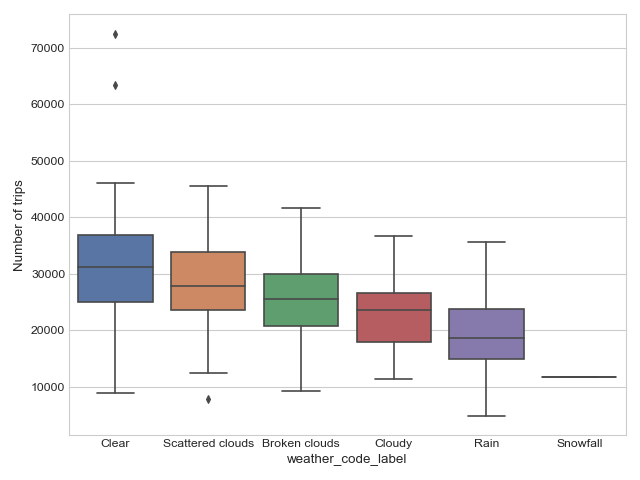 70000
60000
50000
40000
30000
20000
10000
Number of trips
Clear Scattered clouds Broken clouds Cloudy Rain Snowfall
weather_code_label